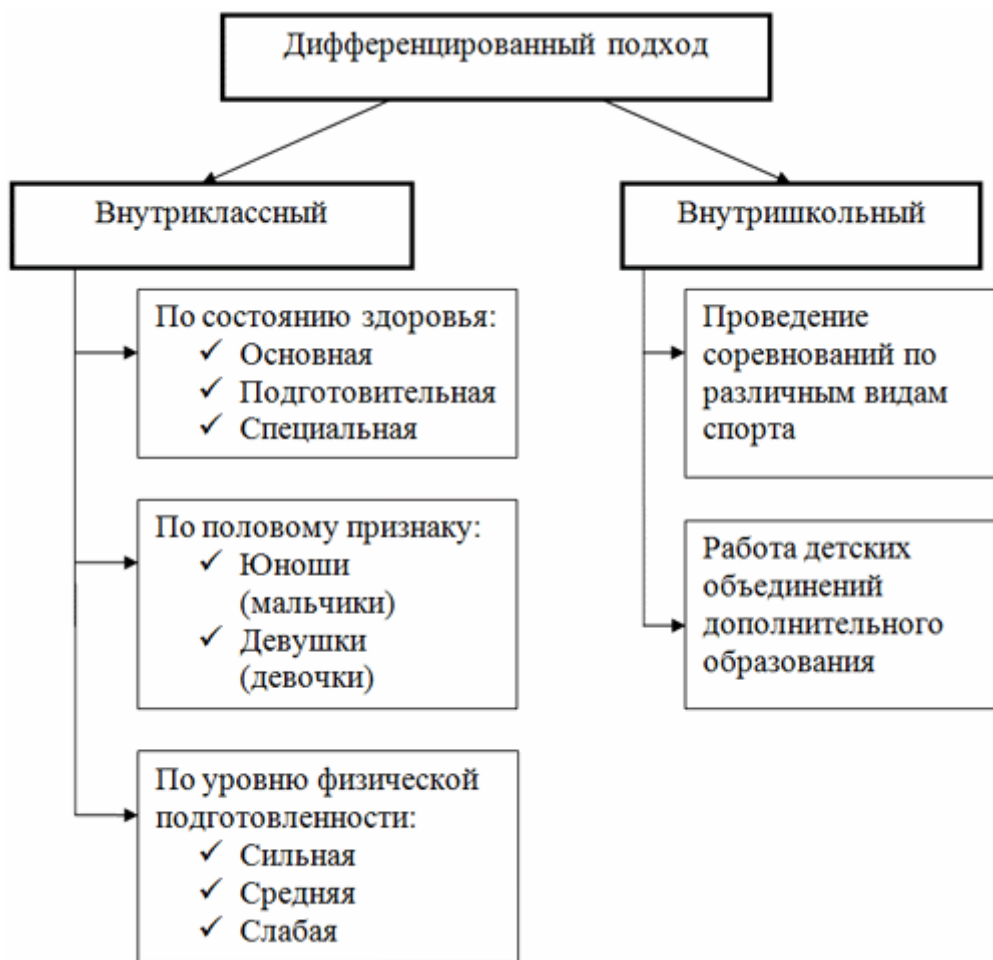 Дифференцированный подход
Внутриклассный
По состоянию здоровья:
✓ Основная
✓ Подготовительная
✓ Специальная
По половому признаку:
✓ Юноши
(мальчики)
✓ Девушки
(девочки)
По уровню физической
подготовленности:
✓ Сильная
✓ Средняя
✓ Слабая
Внутришкольный
Проведение
соревнований по
различным видам
спорта
Работа детских
объединений
дополнительного
образования